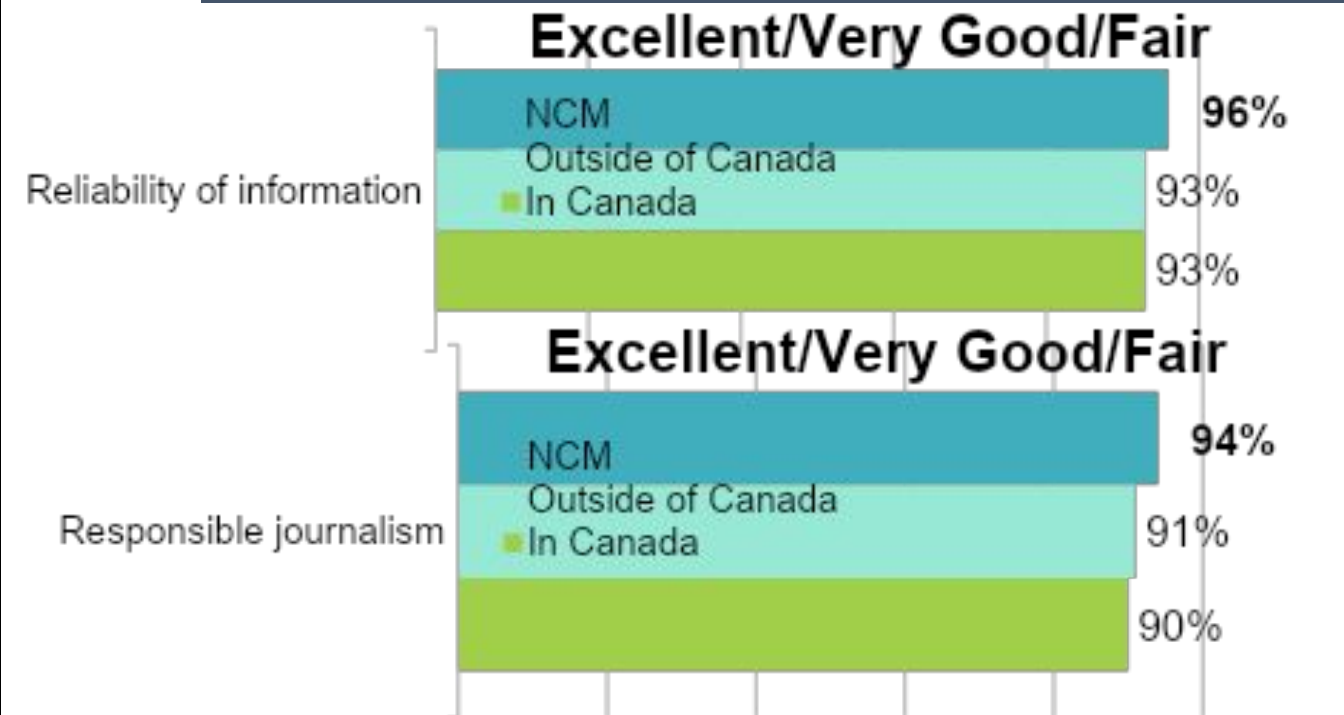 Excellent/Very Good/Fair
NCM
96%
Outside of Canada
Reliability of information
93%
In Canada
93%
Excellent/Very Good/Fair
NCM
94%
Outside of Canada
Responsible journalism
91%
In Canada
90%